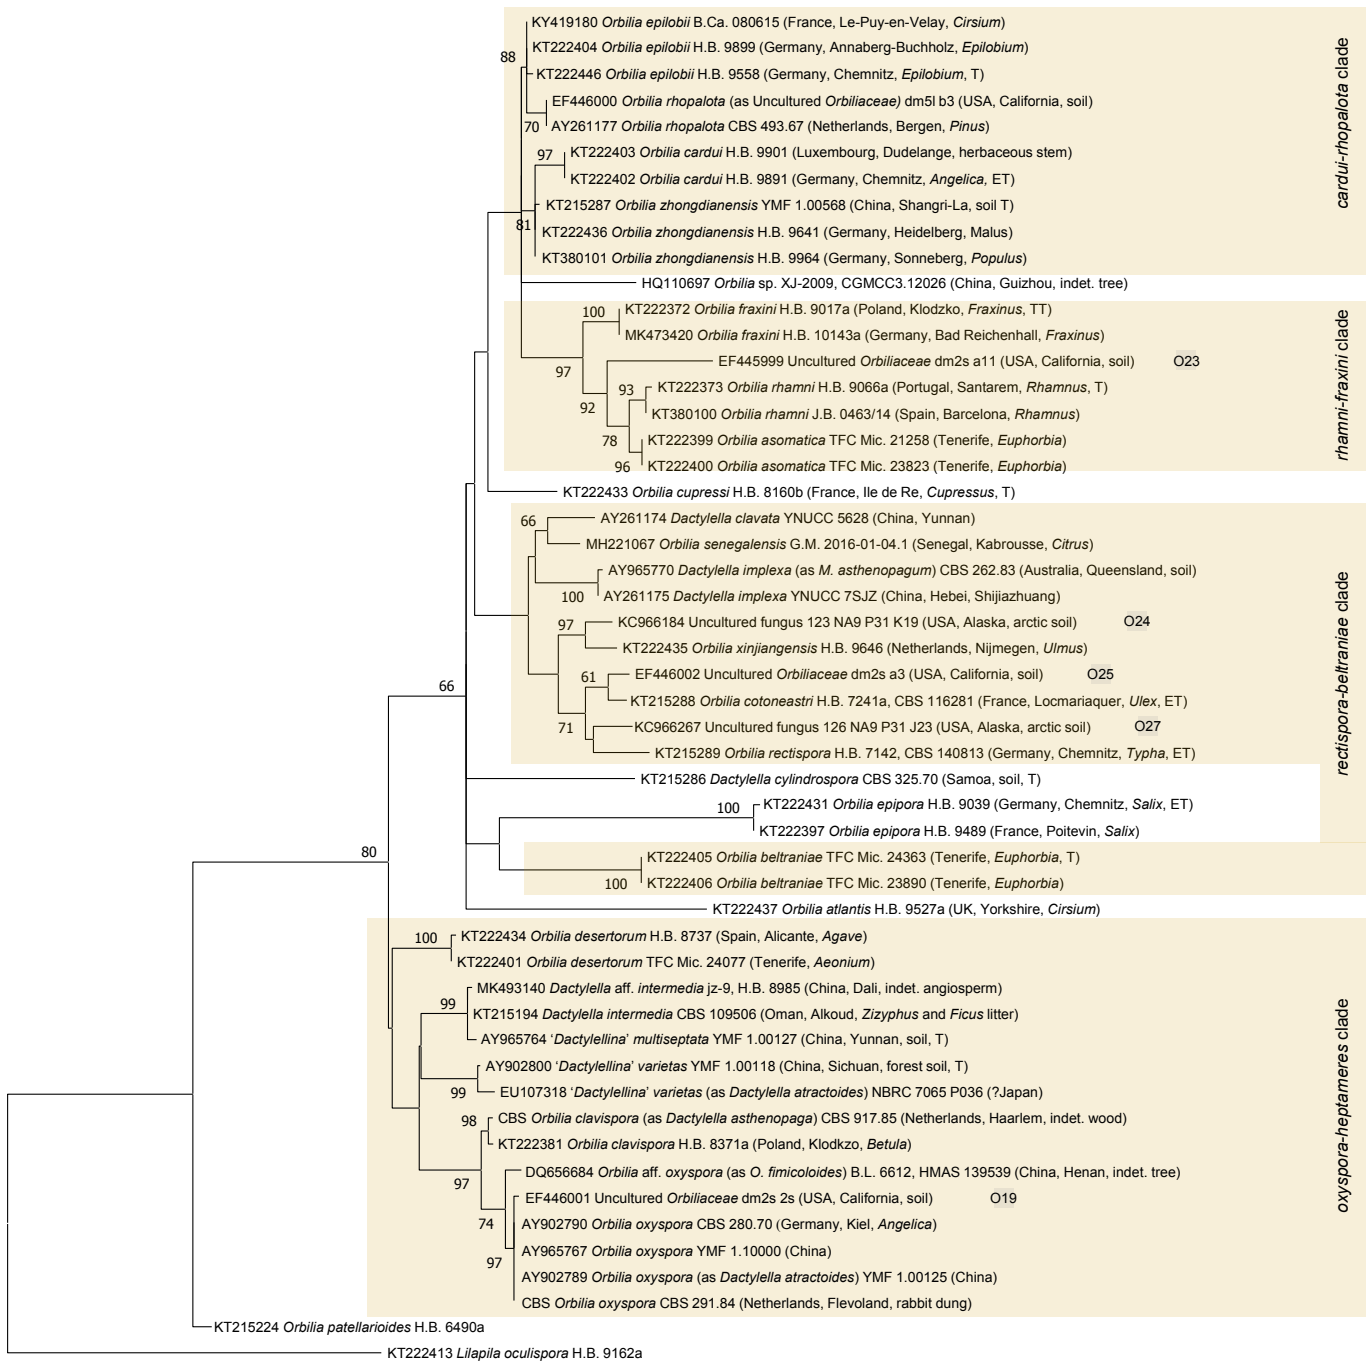 KY419180 Orbilia epilobii B.Ca. 080615 (France, Le-Puy-en-Velay, Cirsium)
KT222404 Orbilia epilobii H.B. 9899 (Germany, Annaberg-Buchholz, Epilobium)
88
KT222446 Orbilia epilobii H.B. 9558 (Germany, Chemnitz, Epilobium, T)
EF446000 Orbilia rhopalota (as Uncultured Orbiliaceae) dm5l b3 (USA, California, soil)
70
AY261177 Orbilia rhopalota CBS 493.67 (Netherlands, Bergen, Pinus)
97
KT222403 Orbilia cardui H.B. 9901 (Luxembourg, Dudelange, herbaceous stem)
KT222402 Orbilia cardui H.B. 9891 (Germany, Chemnitz, Angelica, ET)
KT215287 Orbilia zhongdianensis YMF 1.00568 (China, Shangri-La, soil T)
81
KT222436 Orbilia zhongdianensis H.B. 9641 (Germany, Heidelberg, Malus)
KT380101 Orbilia zhongdianensis H.B. 9964 (Germany, Sonneberg, Populus)
cardui-rhopalota clade
HQ110697 Orbilia sp. XJ-2009, CGMCC3.12026 (China, Guizhou, indet. tree)
100
KT222372 Orbilia fraxini H.B. 9017a (Poland, Klodzko, Fraxinus, TT)
MK473420 Orbilia fraxini H.B. 10143a (Germany, Bad Reichenhall, Fraxinus)
EF445999 Uncultured Orbiliaceae dm2s a11 (USA, California, soil) O23
97
93
KT222373 Orbilia rhamni H.B. 9066a (Portugal, Santarem, Rhamnus, T)
92
KT380100 Orbilia rhamni J.B. 0463/14 (Spain, Barcelona, Rhamnus)
78
KT222399 Orbilia asomatica TFC Mic. 21258 (Tenerife, Euphorbia)
96
KT222400 Orbilia asomatica TFC Mic. 23823 (Tenerife, Euphorbia)
rhamni-fraxini clade
KT222433 Orbilia cupressi H.B. 8160b (France, Ile de Re, Cupressus, T)
66
AY261174 Dactylella clavata YNUCC 5628 (China, Yunnan)
MH221067 Orbilia senegalensis G.M. 2016-01-04.1 (Senegal, Kabrousse, Citrus)
AY965770 Dactylella implexa (as M. asthenopagum) CBS 262.83 (Australia, Queensland, soil)
100
AY261175 Dactylella implexa YNUCC 7SJZ (China, Hebei, Shijiazhuang)
97
KC966184 Uncultured fungus 123 NA9 P31 K19 (USA, Alaska, arctic soil) O24
KT222435 Orbilia xinjiangensis H.B. 9646 (Netherlands, Nijmegen, Ulmus)
61
EF446002 Uncultured Orbiliaceae dm2s a3 (USA, California, soil) O25
66
KT215288 Orbilia cotoneastri H.B. 7241a, CBS 116281 (France, Locmariaquer, Ulex, ET)
71
KC966267 Uncultured fungus 126 NA9 P31 J23 (USA, Alaska, arctic soil) O27
KT215289 Orbilia rectispora H.B. 7142, CBS 140813 (Germany, Chemnitz, Typha, ET)
rectispora-beltraniae clade
KT215286 Dactylella cylindrospora CBS 325.70 (Samoa, soil, T)
100
KT222431 Orbilia epipora H.B. 9039 (Germany, Chemnitz, Salix, ET)
KT222397 Orbilia epipora H.B. 9489 (France, Poitevin, Salix)
80
KT222405 Orbilia beltraniae TFC Mic. 24363 (Tenerife, Euphorbia, T)
100
KT222406 Orbilia beltraniae TFC Mic. 23890 (Tenerife, Euphorbia)
KT222437 Orbilia atlantis H.B. 9527a (UK, Yorkshire, Cirsium)
100
KT222434 Orbilia desertorum H.B. 8737 (Spain, Alicante, Agave)
KT222401 Orbilia desertorum TFC Mic. 24077 (Tenerife, Aeonium)
MK493140 Dactylella aff. intermedia jz-9, H.B. 8985 (China, Dali, indet. angiosperm)
99
KT215194 Dactylella intermedia CBS 109506 (Oman, Alkoud, Zizyphus and Ficus litter)
AY965764 ‘Dactylellina’ multiseptata YMF 1.00127 (China, Yunnan, soil, T)
AY902800 ‘Dactylellina’ varietas YMF 1.00118 (China, Sichuan, forest soil, T)
99
EU107318 ‘Dactylellina’ varietas (as Dactylella atractoides) NBRC 7065 P036 (?Japan)
98
CBS Orbilia clavispora (as Dactylella asthenopaga) CBS 917.85 (Netherlands, Haarlem, indet. wood)
KT222381 Orbilia clavispora H.B. 8371a (Poland, Klodkzo, Betula)
DQ656684 Orbilia aff. oxyspora (as O. fimicoloides) B.L. 6612, HMAS 139539 (China, Henan, indet. tree)
97
EF446001 Uncultured Orbiliaceae dm2s 2s (USA, California, soil) O19
74
AY902790 Orbilia oxyspora CBS 280.70 (Germany, Kiel, Angelica)
AY965767 Orbilia oxyspora YMF 1.10000 (China)
97
AY902789 Orbilia oxyspora (as Dactylella atractoides) YMF 1.00125 (China)
CBS Orbilia oxyspora CBS 291.84 (Netherlands, Flevoland, rabbit dung)
oxyspora-heptameres clade
KT215224 Orbilia patellarioides H.B. 6490a
KT222413 Lilapila oculispora H.B. 9162a